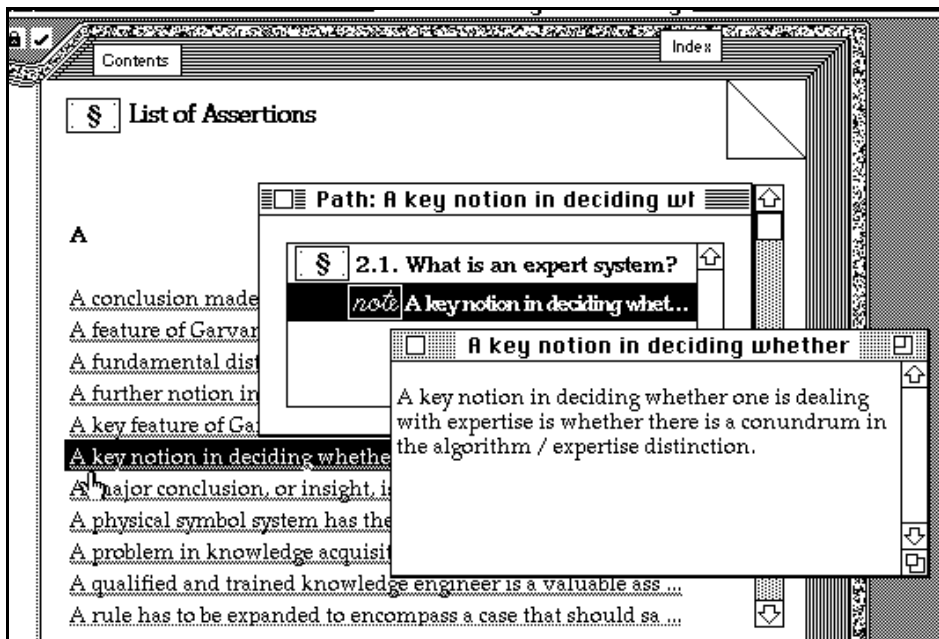 Contents
Index
§ List of Assertions
Path: A key notion in deciding wh
A
§ 2.1. What is an expert system?
note A key notion in deciding whet...
A conclusion made
A feature of Garvan
A fundamental dist
A further notion in
A key feature of Ga
A key notion in deciding whethe
A major conclusion, or insight, is
A physical symbol system has the
A problem in knowledge acquisit
A qualified and trained knowledge engineer is a valuable ass ...
A rule has to be expanded to encompass a case that should sa ...
A key notion in deciding whether
A key notion in deciding whether one is dealing
with expertise is whether there is a conundrum in
the algorithm / expertise distinction.